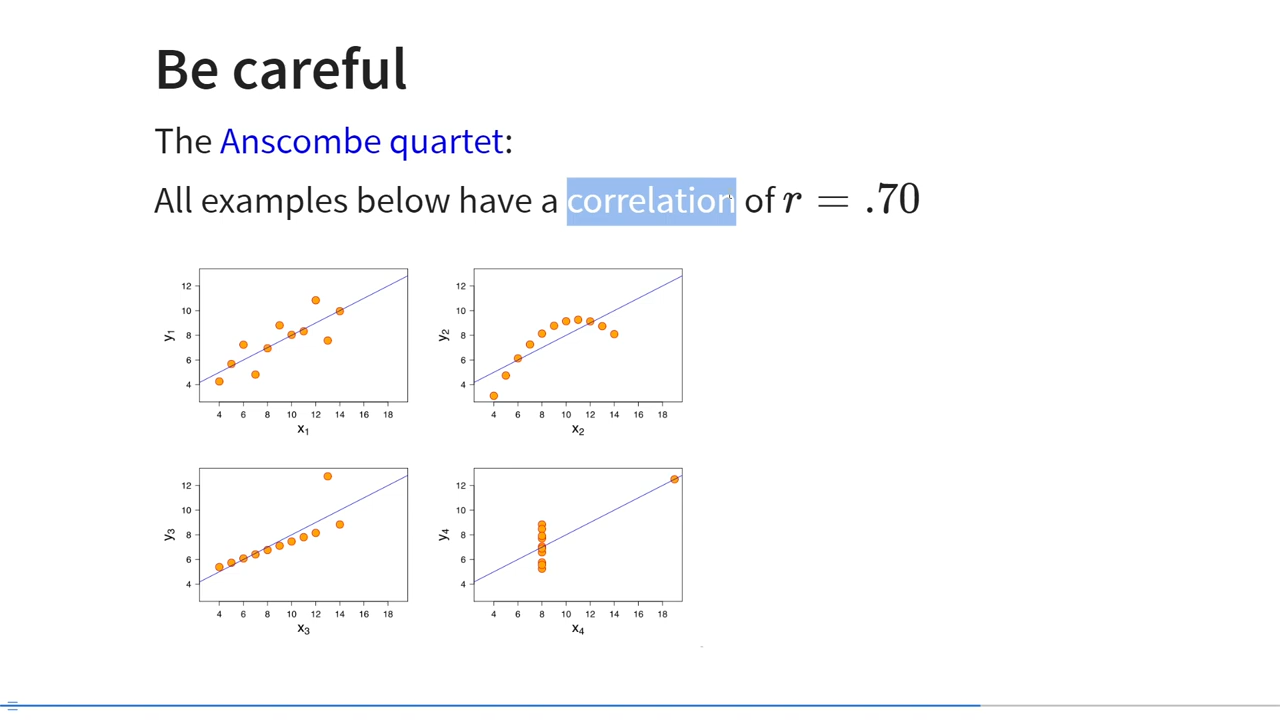 Be careful
The Anscombe quartet:
All examples below have a correlation of r = .70
12
10
8
6
4
y1
4 6 8 10 12 14 16 18
x1
12
10
8
6
4
y2
4 6 8 10 12 14 16 18
x2
12
10
8
6
4
y3
4 6 8 10 12 14 16 18
x3
12
10
8
6
4
y4
4 6 8 10 12 14 16 18
x4